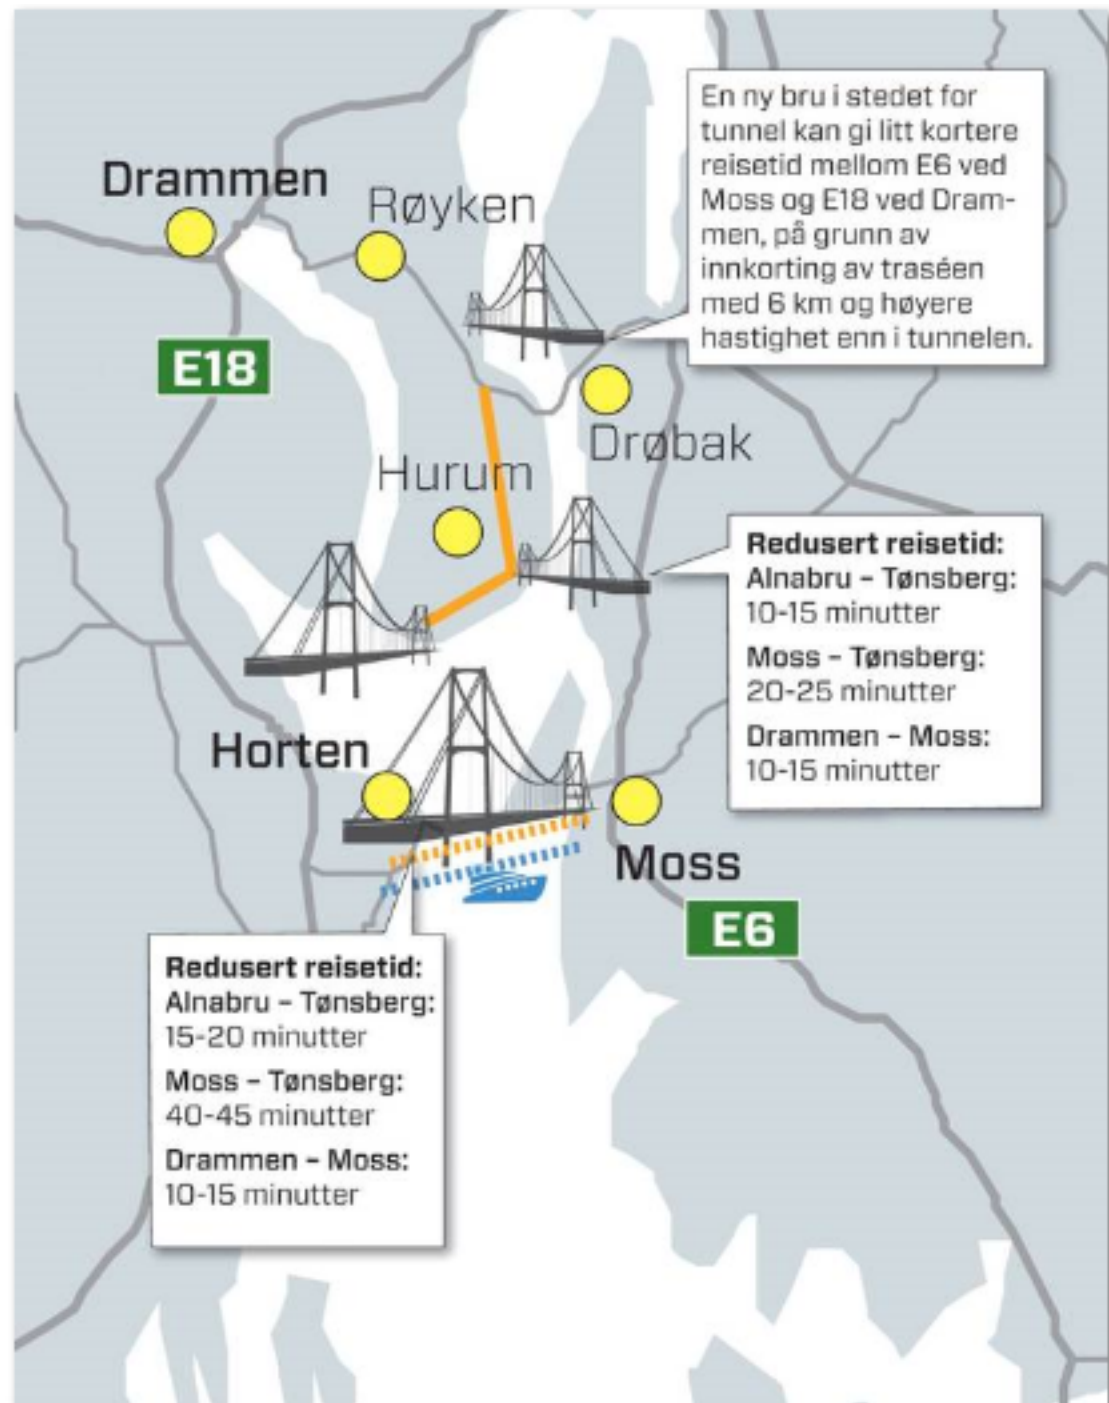 En ny bru i stedet for
tunnel kan gi litt kortere
reisetid mellom E6 ved
Moss og E18 ved Dram-
men, på grunn av
innkorting av traséen
med 6 km og høyere
hastighet enn i tunnelen.
Drammen
Røyken
E18
Drøbak
Hurum
Redusert reisetid:
Alnabru – Tønsberg:
10-15 minutter
Moss – Tønsberg:
20-25 minutter
Drammen – Moss:
10-15 minutter
Horten
Moss
E6
Redusert reisetid:
Alnabru – Tønsberg:
15-20 minutter
Moss – Tønsberg:
40-45 minutter
Drammen – Moss:
10-15 minutter